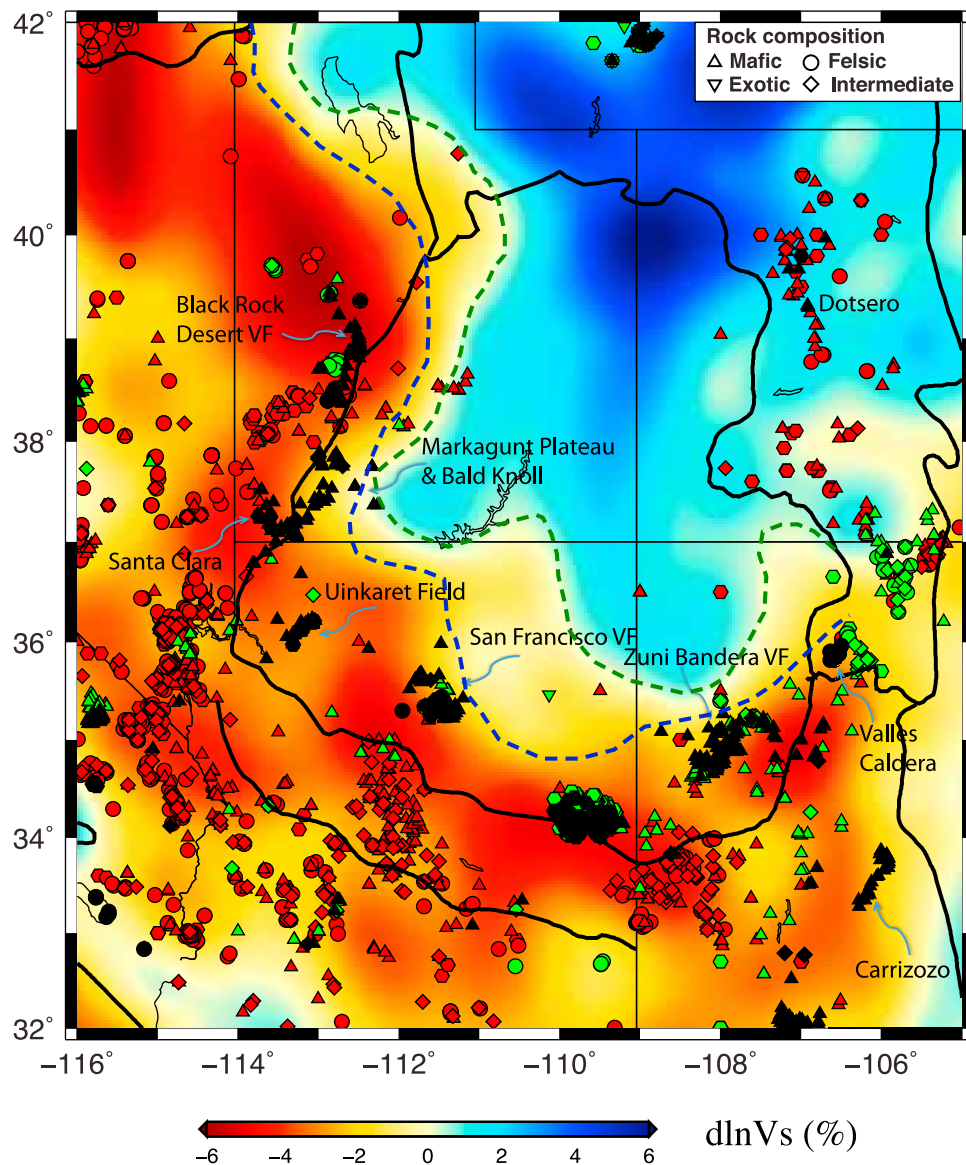 42˚
Rock composition
Mafic Felsic
Exotic Intermediate
40˚
Black Rock
Desert VF
Dotsero
38˚
Markagunt Plateau
& Bald Knoll
Santa Clara
Uinkaret Field
36˚
San Francisco VF
Zuni Bandera VF
Valles
Caldera
34˚
Carrizozo
32˚
−116˚ −114˚ −112˚ −110˚ −108˚ −106˚
−6 −4 −2 0 2 4 6
dlnVs (%)